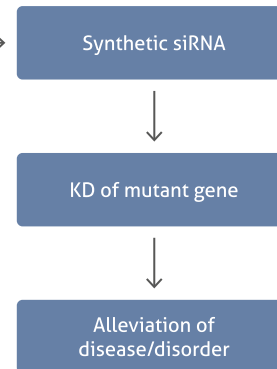 Synthetic siRNA
KD of mutant gene
Alleviation of
disease/disorder